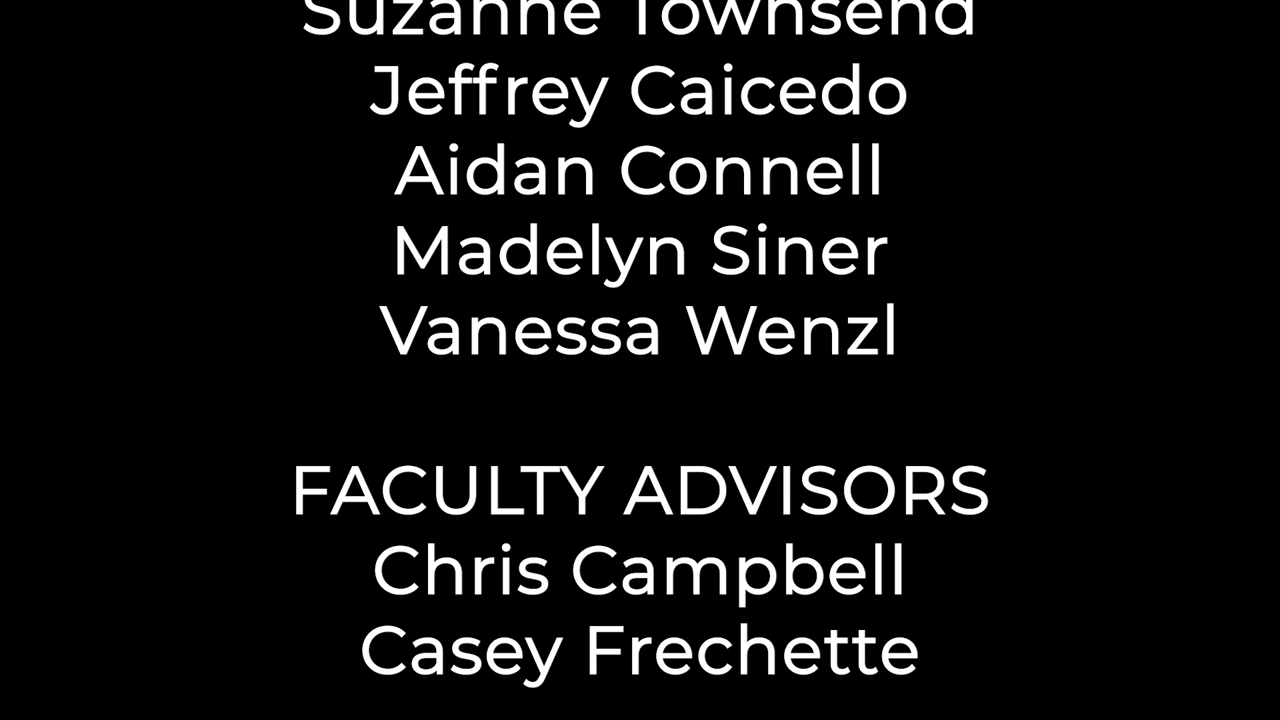 Suzanne Townsend
Jeffrey Caicedo
Aidan Connell
Madelyn Siner
Vanessa Wenzl
FACULTY ADVISORS
Chris Campbell
Casey Frechette